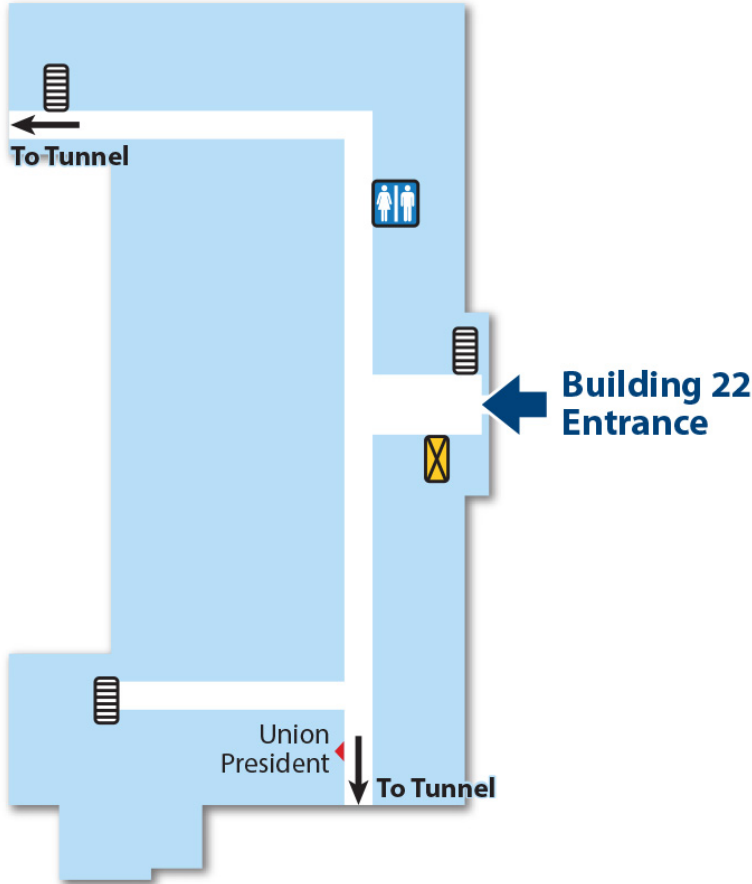 To Tunnel
Building 22
Entrance
Union
President
To Tunnel